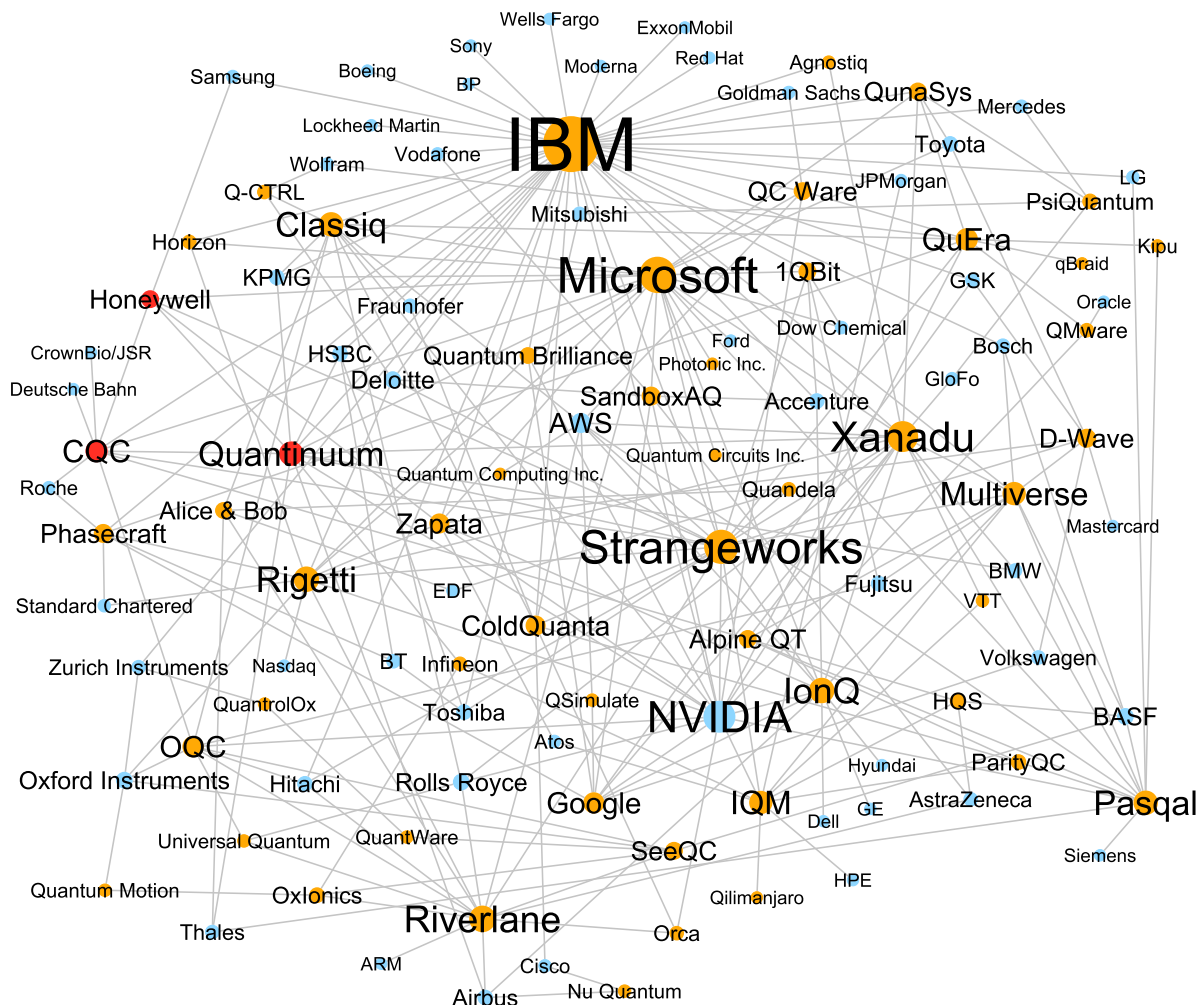 Wells Fargo
ExxonMobil
Sony
Red Hat
Moderna
Agnostiq
Samsung
Boeing
BP
Goldman Sachs
QunaSys
Mercedes
Lockheed Martin
IBM
Toyota
Vodafone
Wolfram
LG
JPMorgan
Q-CTRL
QC Ware
PsiQuantum
Mitsubishi
Classiq
Horizon
QuEra
Kipu
qBraid
Microsoft
1QBit
KPMG
GSK
Honeywell
Fraunhofer
Oracle
Dow Chemical
QMware
Ford
Bosch
CrownBio/JSR
HSBC
Quantum Brilliance
Photonic Inc.
Deloitte
GloFo
Deutsche Bahn
SandboxAQ
Accenture
AWS
Xanadu
D-Wave
CQC
Quantinuum
Quantum Circuits Inc.
Quantum Computing Inc.
Roche
Quandela
Multiverse
Alice & Bob
Zapata
Mastercard
Phasecraft
Strangeworks
BMW
Rigetti
Fujitsu
EDF
VTT
Standard Chartered
ColdQuanta
Alpine QT
Volkswagen
BT
Infineon
Zurich Instruments
Nasdaq
IonQ
QSimulate
HQS
QuantrolOx
Toshiba
NVIDIA
BASF
Atos
OQC
ParityQC
Hyundai
Oxford Instruments
Hitachi
Rolls Royce
AstraZeneca
Google
IQM
Pasqal
GE
Dell
Universal Quantum
QuantWare
SeeQC
Siemens
HPE
Quantum Motion
OxIonics
Qilimanjaro
Riverlane
Thales
Orca
ARM
Cisco
Nu Quantum
Airbus